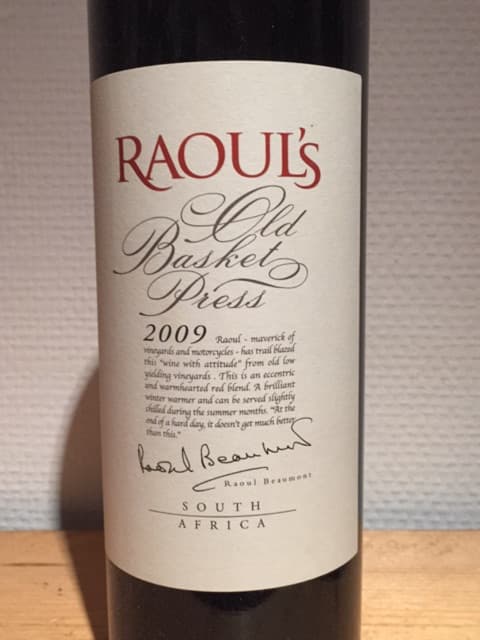 RAOUL'S
Old
Basket
Press
2009 Raoul - maverick of
vineyards and motorcycles - has trail blazed
this "wine with attitude" from old low
yielding vineyards . This is an eccentric
and warmhearted red blend. A brilliant
winter warmer and can be served slightly
chilled during the summer months. "At the
end of a hard day, it doesn't get much better
than this."
Raoul Beaumont
Raoul Beaumont
SOUTH
AFRICA